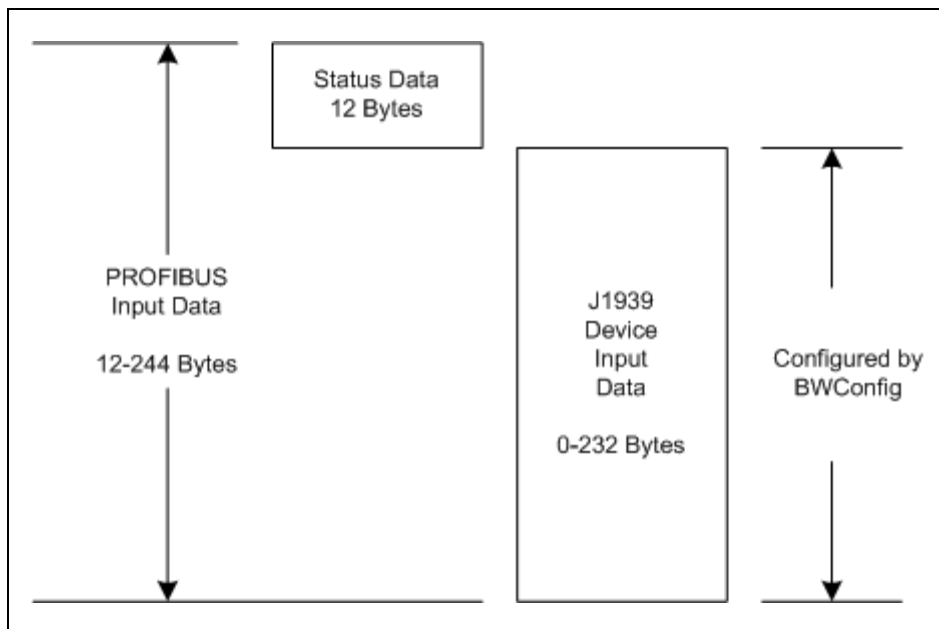 Status Data
12 Bytes
PROFIBUS
Input Data
12-244 Bytes
J1939
Device
Input
Data
0-232 Bytes
Configured by
BWConfig